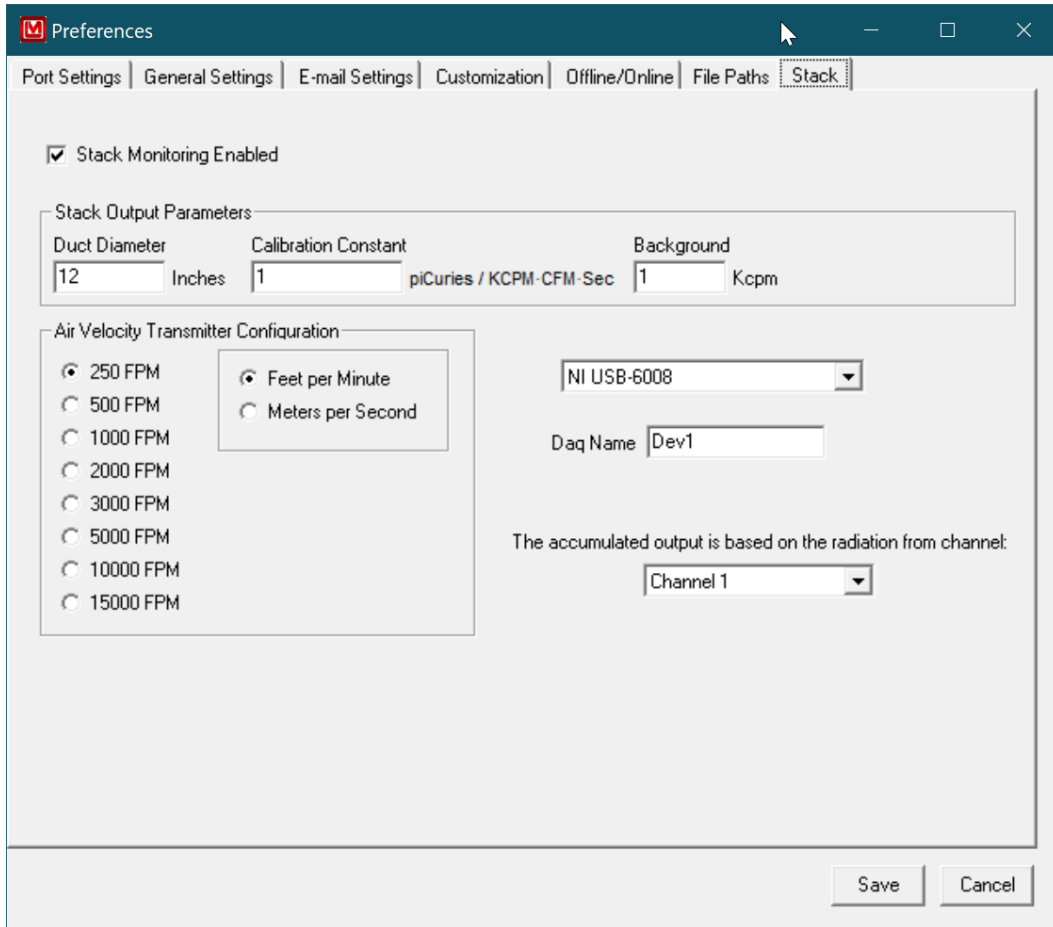 Preferences
Port Settings General Settings E-mail Settings Customization Offline/Online File Paths Stack
Stack Monitoring Enabled
Stack Output Parameters
Duct Diameter Calibration Constant Background
12 Inches 1 piCuries / KCPM-CFM-Sec 1 Kcpm
Air Velocity Transmitter Configuration
250 FPM
500 FPM
1000 FPM
2000 FPM
3000 FPM
5000 FPM
10000 FPM
15000 FPM
Feet per Minute
Meters per Second
NI USB-6008
Daq Name Dev1
The accumulated output is based on the radiation from channel:
Channel 1
Save Cancel